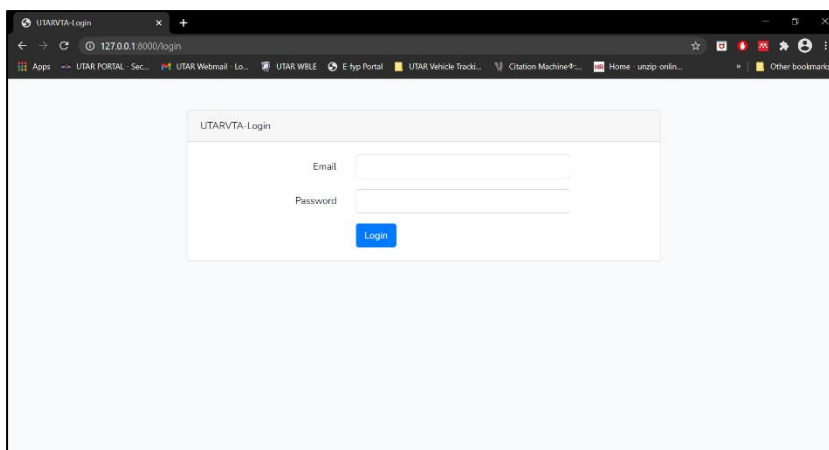 UTARVTA-Login
127.0.0.1:8000/login
Apps UTAR PORTAL - Sec... UTAR Webmail - Lo... UTAR WBLE E-fyp Portal UTAR Vehicle Tracki... Citation Machine®:... HR Home - unzip-onlin... » Other bookmarks
UTARVTA-Login
Email
Password
Login